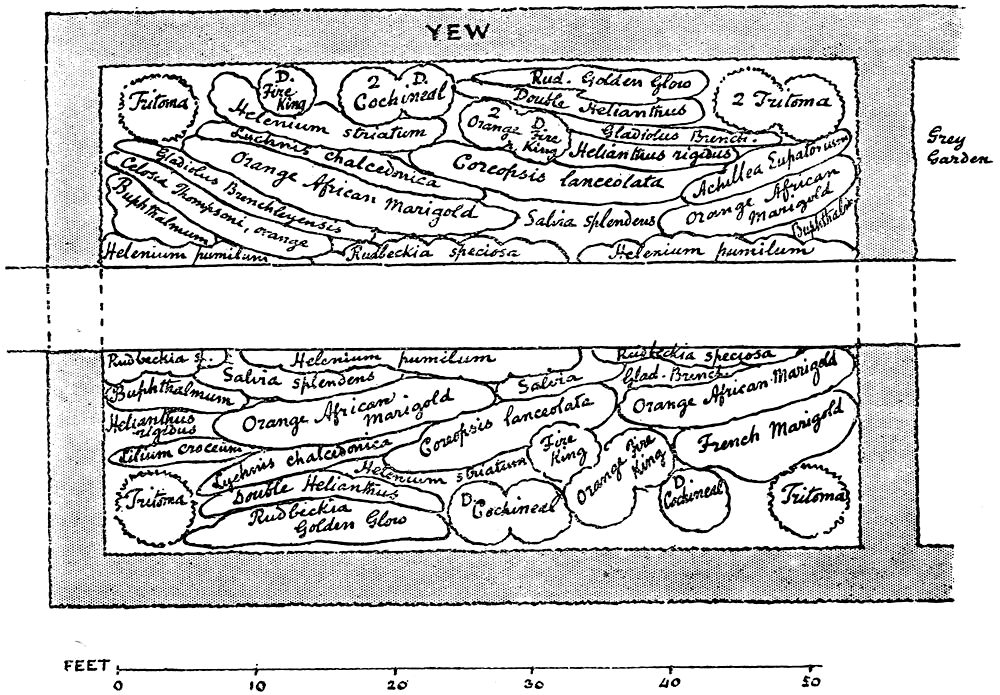 YEW
Tritoma
D.
Fire
King
2 D.
Cochineal
Rud. Golden Glow
Double Helianthus
2 Tritoma
Helenium striatum
2 D.
Orange Fire
& King
Gladiolus Brench.
Helianthus rigidus
Grey
Garden
Lychnis chalcedonica
Coreopsis lanceolata
Achillea Eupatorium
Orange African
Marigold
Orange African
Marigold
Gladiolus Brenchleyensis
Celosia Thompsoni, orange
Buphthalmum
Salvia splendens
Buphthalm
Helenium pumilum
Rudbeckia speciosa
Helenium pumilum
Rudbeckia s.
Helenium pumilum
Rudbeckia speciosa
Buphthalmum
Salvia splendens
Salvia
Glad. Brench.
Orange African Marigold
Helianthus
rigidus
Orange African
Marigold
Coreopsis lanceolata
French Marigold
Lilium croceum
Lychnis chalcedonica
Fire
King
Orange Fire
King
Helenium striatum
Tritoma
Double Helianthus
Rudbeckia
Golden Glow
D.
Cochineal
D.
Cochineal
Tritoma
FEET
0 10 20 30 40 50